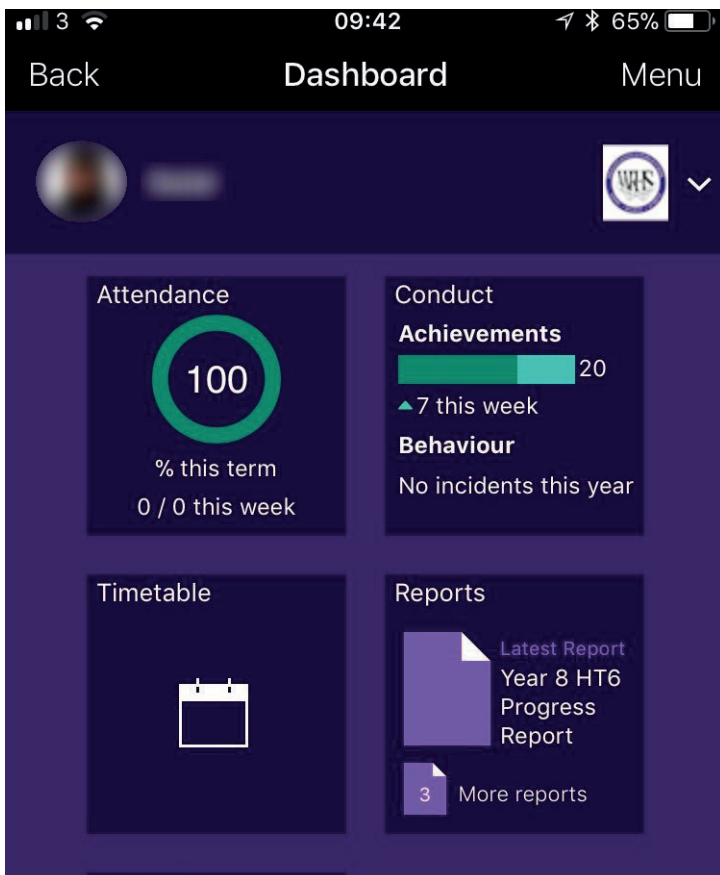 3 09:42 65%
Back Dashboard Menu
WHS
Attendance
100
% this term
0 / 0 this week
Conduct
Achievements
20
7 this week
Behaviour
No incidents this year
Timetable
Reports
Latest Report
Year 8 HT6
Progress
Report
3 More reports